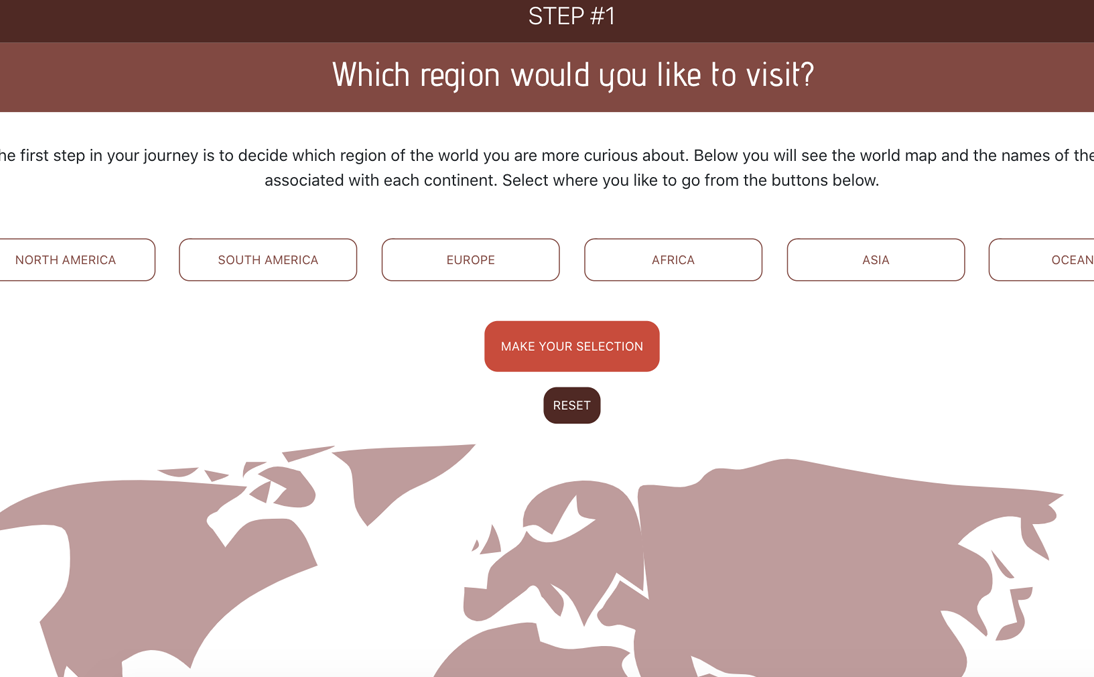 STEP #1
Which region would you like to visit?
he first step in your journey is to decide which region of the world you are more curious about. Below you will see the world map and the names of the
associated with each continent. Select where you like to go from the buttons below.
NORTH AMERICA SOUTH AMERICA EUROPE AFRICA ASIA OCEAN
MAKE YOUR SELECTION
RESET